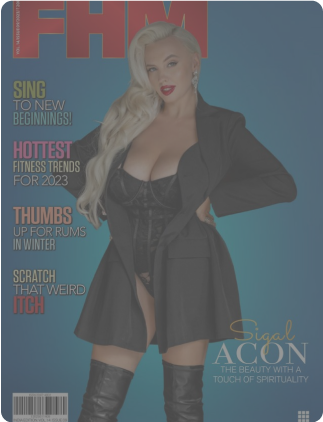 FHM
SING
TO NEW
BEGINNINGS!
HOTTEST
FITNESS TRENDS
FOR 2023
THUMBS
UP FOR RUMS
IN WINTER
SCRATCH
THAT WEIRD
ITCH
Sigal
ACON
THE BEAUTY WITH A
TOUCH OF SPIRITUALITY